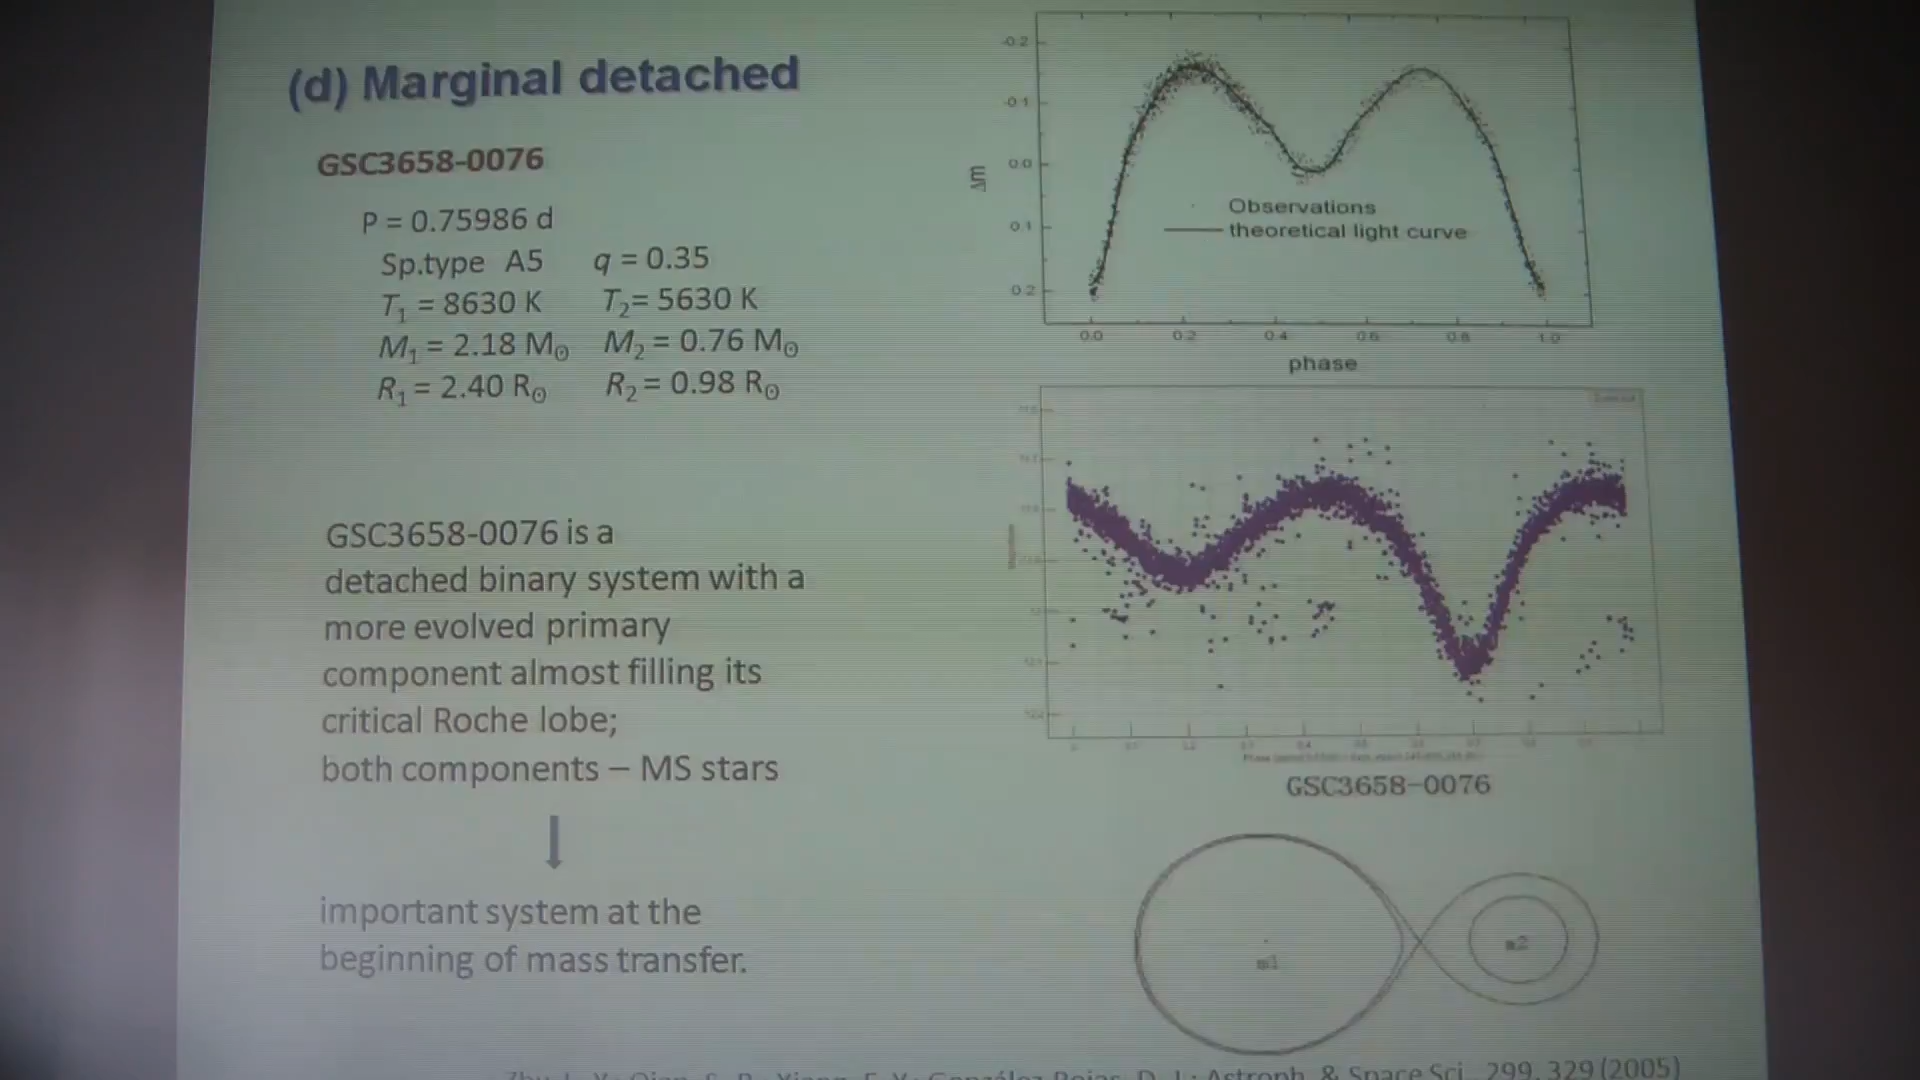 (d) Marginal detached
GSC3658-0076
P = 0.75986 d
Sp.type A5 q = 0.35
T₁ = 8630 K T₂= 5630 K
M₁ = 2.18 M⊙ M₂ = 0.76 M⊙
R₁ = 2.40 R⊙ R₂ = 0.98 R⊙
GSC3658-0076 is a
detached binary system with a
more evolved primary
component almost filling its
critical Roche lobe;
both components – MS stars
important system at the
beginning of mass transfer.
-0.2
-0.1
0.0
0.1
0.2
Δm
Observations
theoretical light curve
0.0 0.2 0.4 0.6 0.8 1.0
phase
GSC3658-0076
m1
m2
Astroph. & Space Sci., 299, 329 (2005)